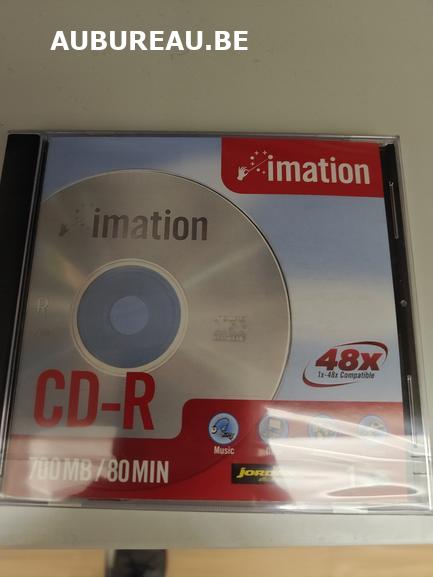 AUBUREAU.BE
imation
imation
R
48x
1x-48x Compatible
CD-R
Music
700MB/80MIN